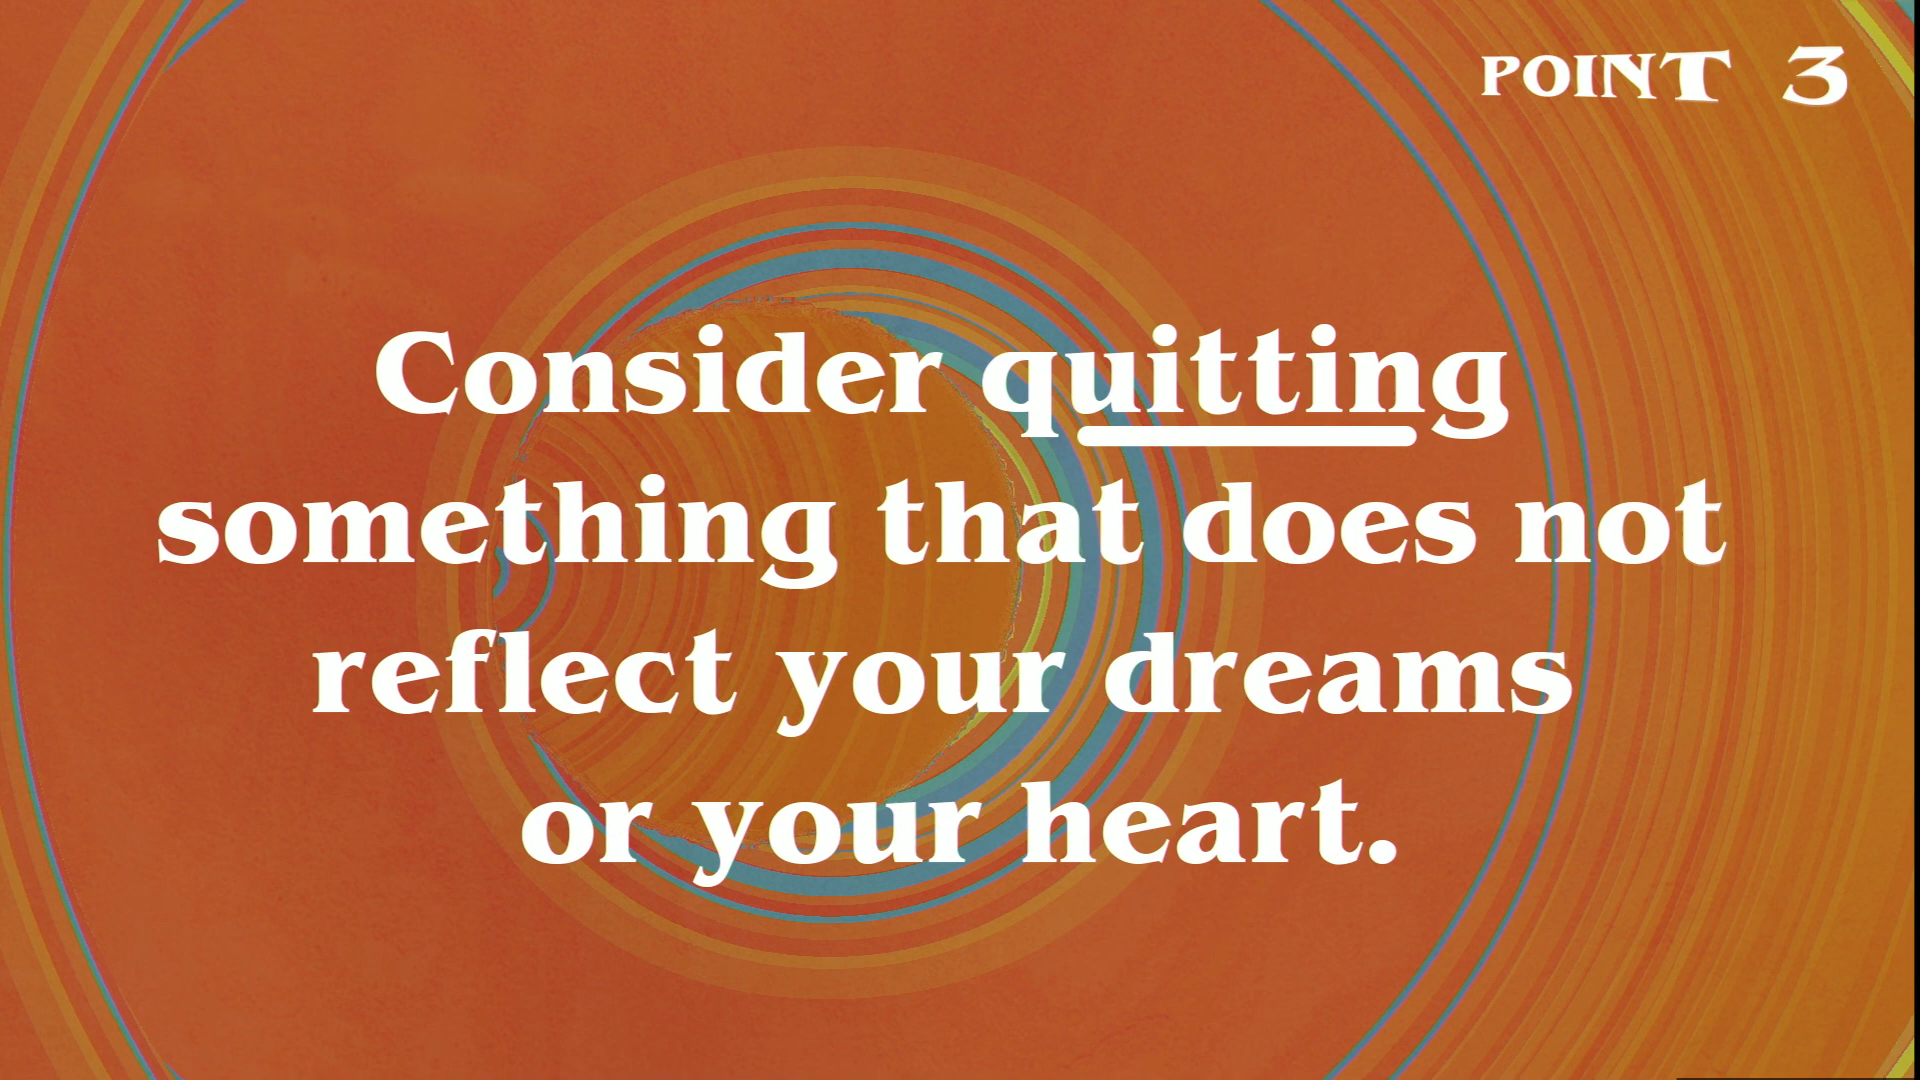 POINT 3
Consider quitting
something that does not
reflect your dreams
or your heart.